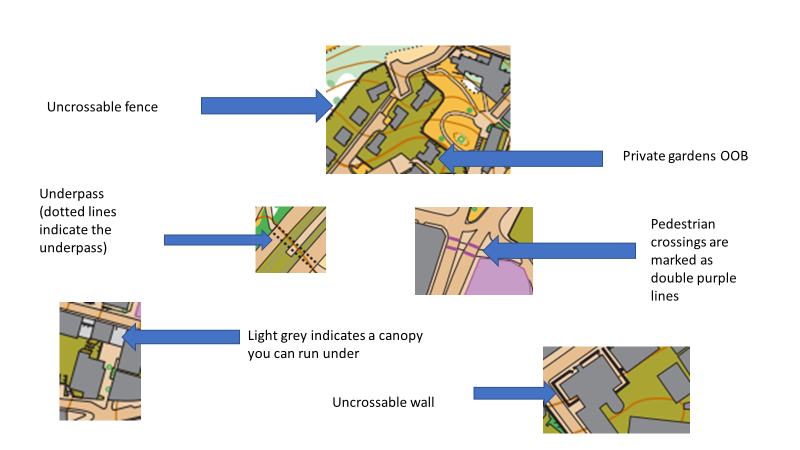 Uncrossable fence
Private gardens OOB
Underpass
(dotted lines
indicate the
underpass)
Pedestrian
crossings are
marked as
double purple
lines
Light grey indicates a canopy
you can run under
Uncrossable wall